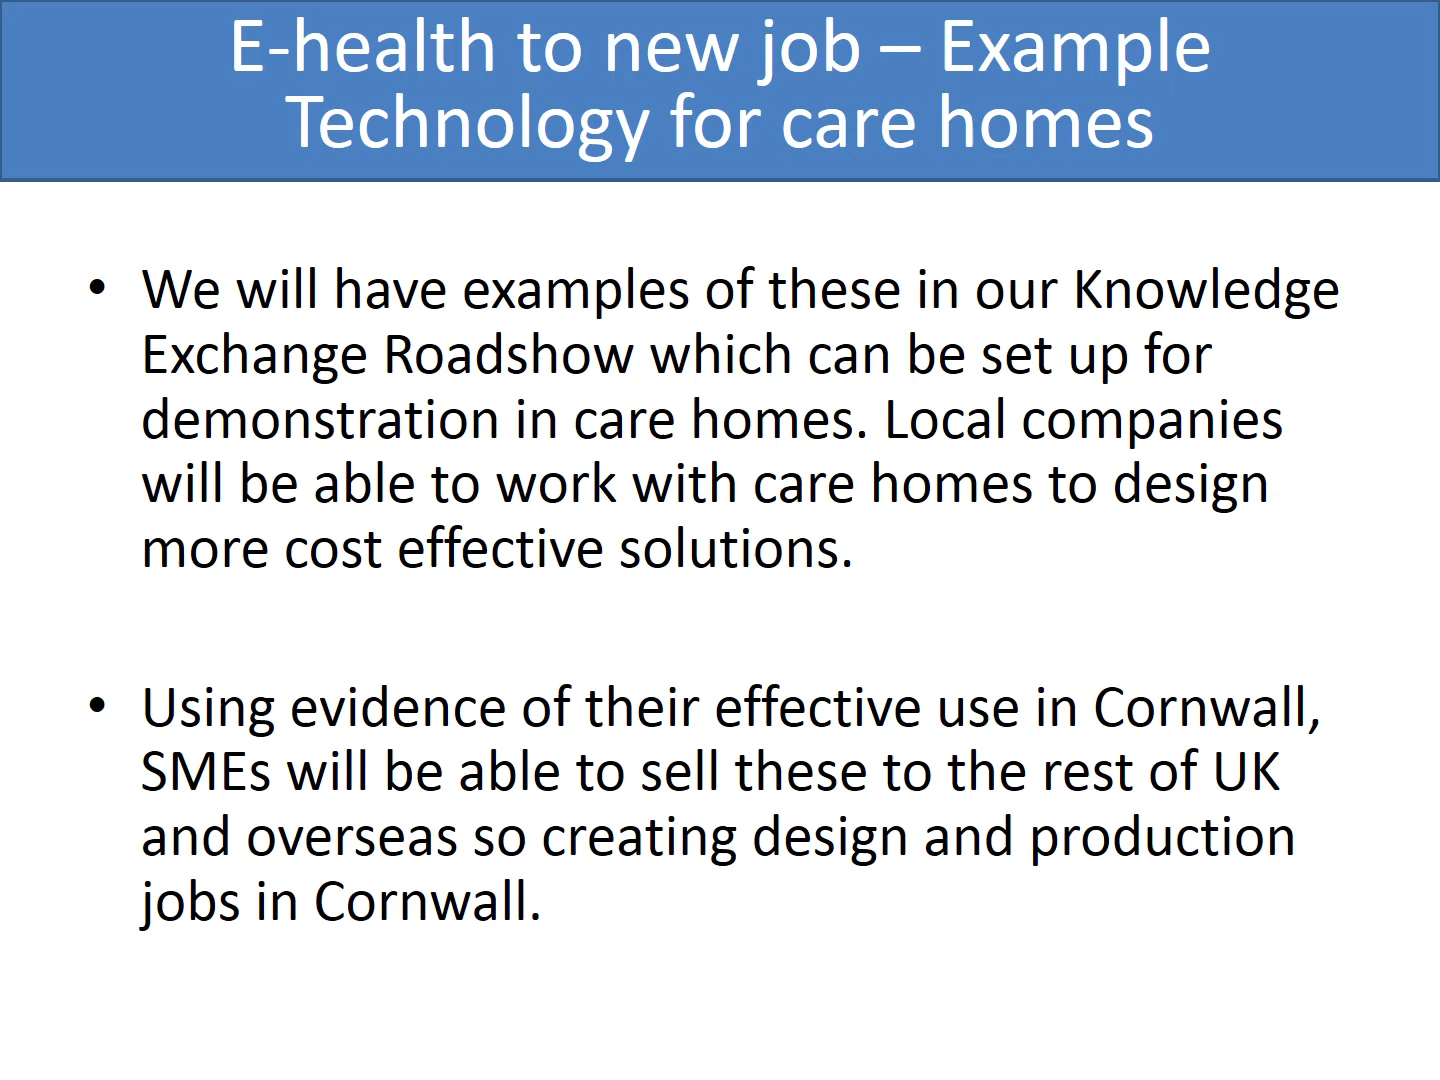 E-health to new job – Example
Technology for care homes
• We will have examples of these in our Knowledge
Exchange Roadshow which can be set up for
demonstration in care homes. Local companies
will be able to work with care homes to design
more cost effective solutions.
• Using evidence of their effective use in Cornwall,
SMEs will be able to sell these to the rest of UK
and overseas so creating design and production
jobs in Cornwall.